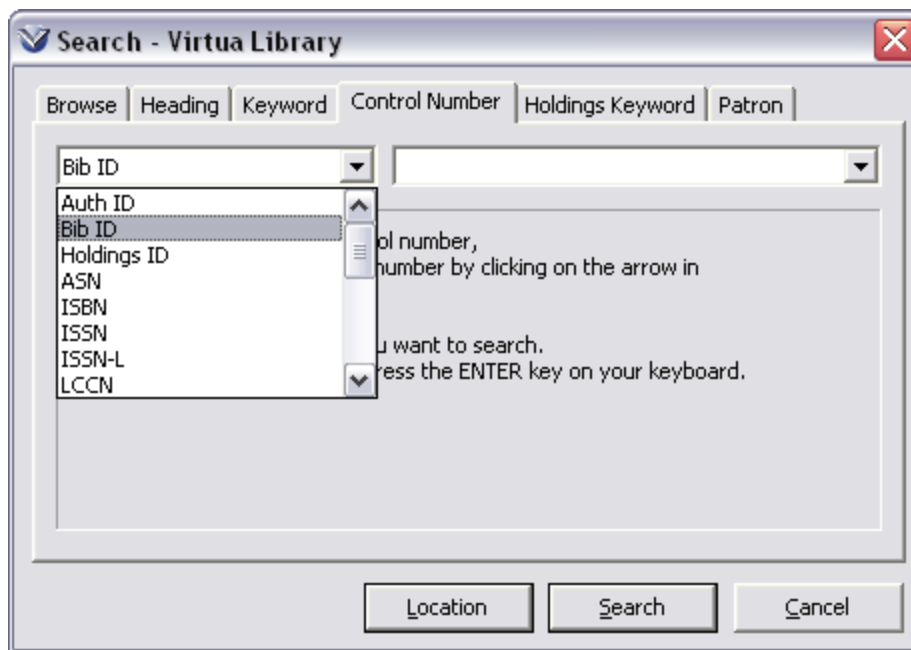 Search - Virtua Library
Browse Heading Keyword Control Number Holdings Keyword Patron
Bib ID
Auth ID
Bib ID
Holdings ID
ASN
ISBN
ISSN
ISSN-L
LCCN
number,
number by clicking on the arrow in
want to search.
the ENTER key on your keyboard.
Location Search Cancel